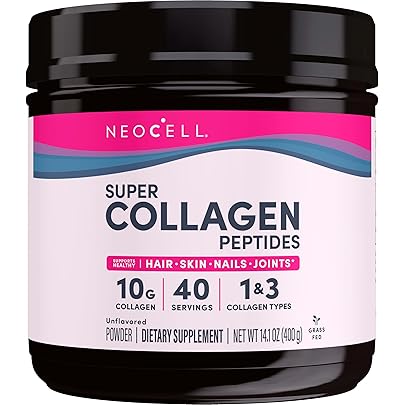 NEOCELL®
SUPER
COLLAGEN
PEPTIDES
SUPPORTS HEALTHY | HAIR • SKIN • NAILS • JOINTS*
10G COLLAGEN | 40 SERVINGS | 1&3 COLLAGEN TYPES
Unflavored
POWDER | DIETARY SUPPLEMENT | NET WT 14.1 OZ (400g)
GRASS FED